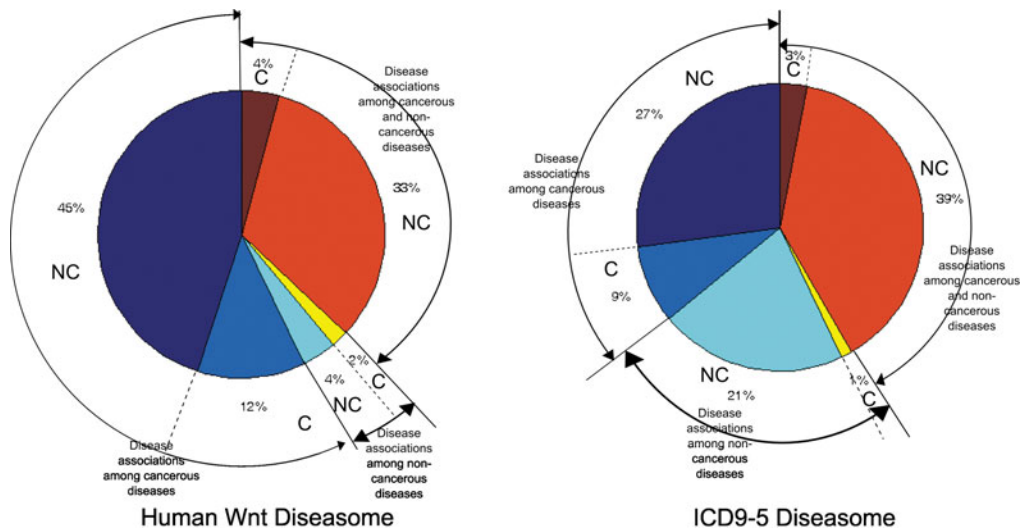 4%
C
Disease
associations
among cancerous
and non-
cancerous
diseases
33%
NC
45%
NC
2%
C
4%
NC
12%
C
Disease
associations
among cancerous
diseases
Disease
associations
among non-
cancerous
diseases
Human Wnt Diseasome
3%
C
NC
27%
Disease
associations
among cancerous
diseases
NC
39%
Disease
associations
among cancerous
and non-
cancerous
diseases
C
9%
NC
21%
1%
C
Disease
associations
among non-
cancerous
diseases
ICD9-5 Diseasome